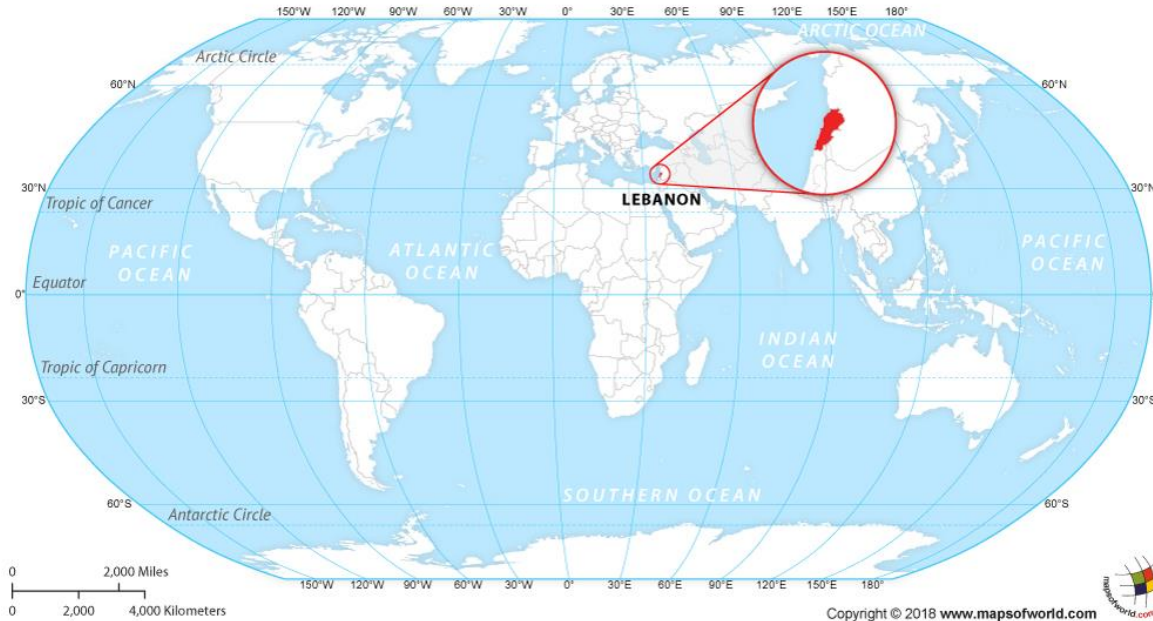 150°W 120°W 90°W 60°W 30°W 0° 30°E 60°E 90°E 120°E 150°E 180°
ARCTIC OCEAN
Arctic Circle
60°N
60°N
30°N
30°N
LEBANON
Tropic of Cancer
PACIFIC
OCEAN
ATLANTIC
OCEAN
PACIFIC
OCEAN
Equator
0°
INDIAN
OCEAN
Tropic of Capricorn
30°S
30°S
SOUTHERN OCEAN
60°S
60°S
Antarctic Circle
150°W 120°W 90°W 60°W 30°W 0° 30°E 60°E 90°E 120°E 150°E 180°
0 2,000 Miles
0 2,000 4,000 Kilometers
mapsofworld.com
Copyright © 2018 www.mapsofworld.com